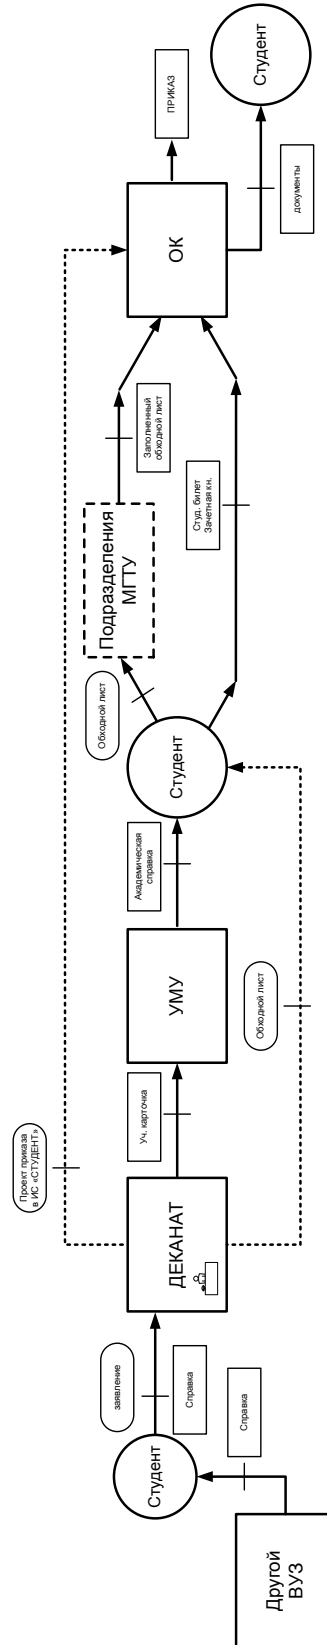 Другой
ВУЗ
Справка
Студент
заявление
Справка
ДЕКАНАТ
Проект приказа
в ИС «СТУДЕНТ»
Уч. карточка
УМУ
Обходной лист
Академическая
справка
Студент
Обходной лист
Подразделения
МГТУ
Заполненный
обходной лист
Студ. билет
Зачетная кн.
ОК
ПРИКАЗ
документы
Студент